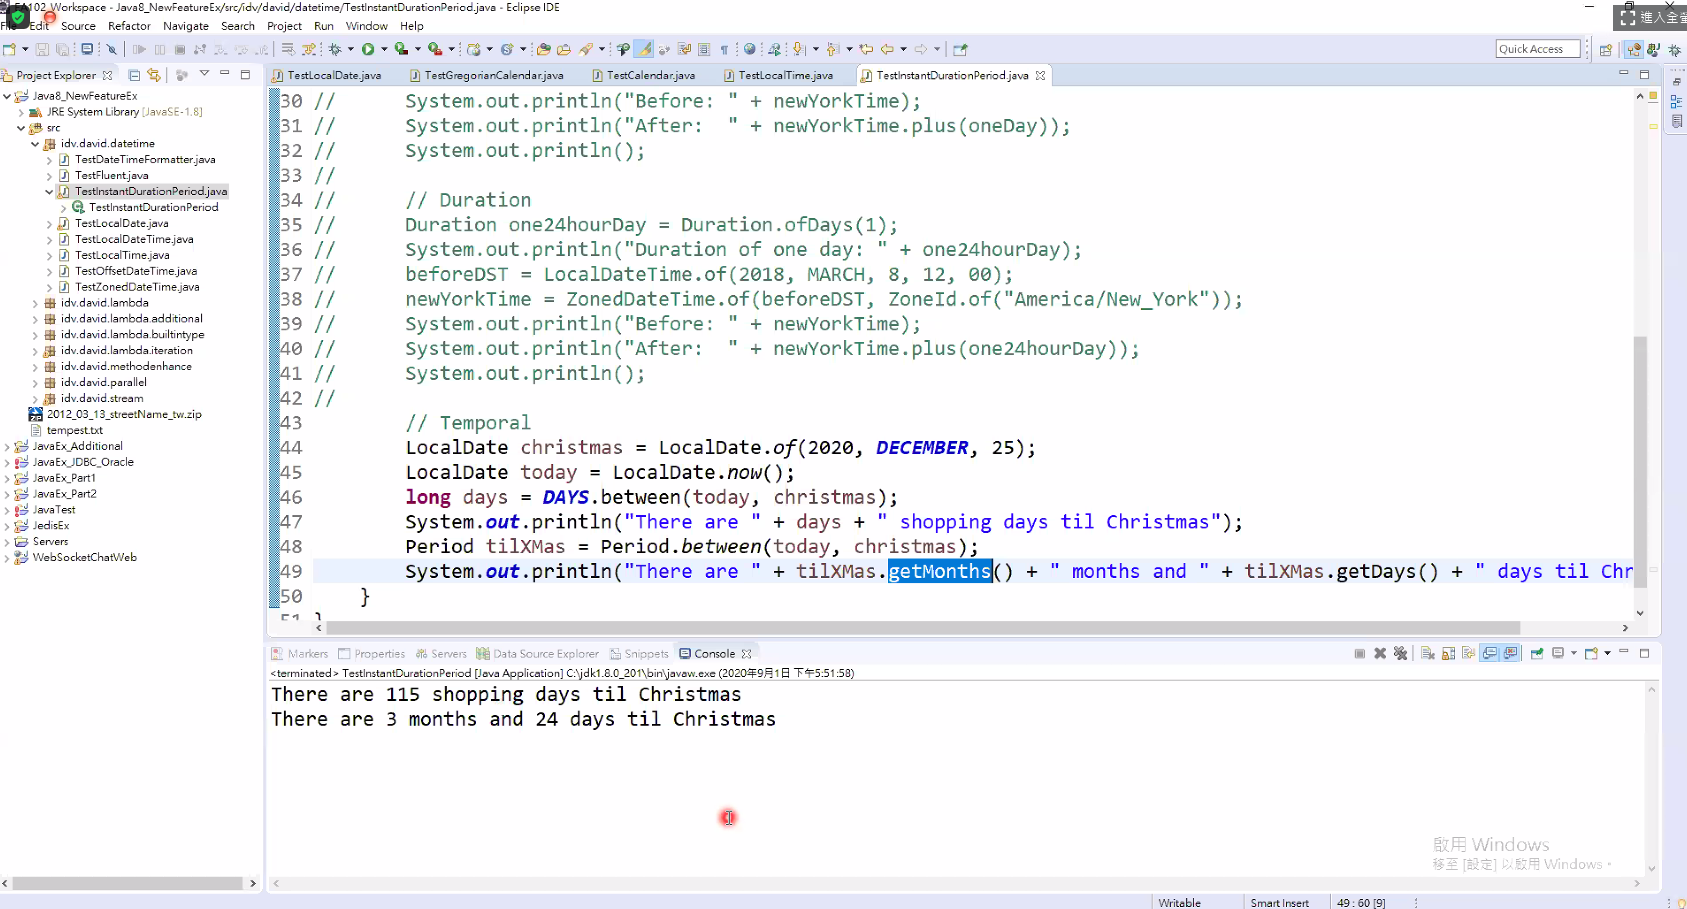 FA102_Workspace - Java8_NewFeatureEx/src/idv/david/datetime/TestInstantDurationPeriod.java - Eclipse IDE
進入全
File Edit Source Refactor Navigate Search Project Run Window Help
Quick Access
Project Explorer
TestLocalDate.java TestGregorianCalendar.java TestCalendar.java TestLocalTime.java TestInstantDurationPeriod.java
Java8_NewFeatureEx
JRE System Library [JavaSE-1.8]
src
idv.david.datetime
TestDateTimeFormatter.java
TestFluent.java
TestInstantDurationPeriod.java
TestInstantDurationPeriod
TestLocalDate.java
TestLocalDateTime.java
TestLocalTime.java
TestOffsetDateTime.java
TestZonedDateTime.java
idv.david.lambda
idv.david.lambda.additional
idv.david.lambda.builtintype
idv.david.lambda.iteration
idv.david.methodenhance
idv.david.parallel
idv.david.stream
2012_03_13_streetName_tw.zip
tempest.txt
JavaEx_Additional
JavaEx_JDBC_Oracle
JavaEx_Part1
JavaEx_Part2
JavaTest
JedisEx
Servers
WebSocketChatWeb
30 // System.out.println("Before: " + newYorkTime);
31 // System.out.println("After:  " + newYorkTime.plus(oneDay));
32 // System.out.println();
33 //
34 // // Duration
35 // Duration one24hourDay = Duration.ofDays(1);
36 // System.out.println("Duration of one day: " + one24hourDay);
37 // beforeDST = LocalDateTime.of(2018, MARCH, 8, 12, 00);
38 // newYorkTime = ZonedDateTime.of(beforeDST, ZoneId.of("America/New_York"));
39 // System.out.println("Before: " + newYorkTime);
40 // System.out.println("After:  " + newYorkTime.plus(one24hourDay));
41 // System.out.println();
42 //
43 // Temporal
44 LocalDate christmas = LocalDate.of(2020, DECEMBER, 25);
45 LocalDate today = LocalDate.now();
46 long days = DAYS.between(today, christmas);
47 System.out.println("There are " + days + " shopping days til Christmas");
48 Period tilXMas = Period.between(today, christmas);
49 System.out.println("There are " + tilXMas.getMonths() + " months and " + tilXMas.getDays() + " days til Chr
50 }
51 }
Markers Properties Servers Data Source Explorer Snippets Console
<terminated> TestInstantDurationPeriod [Java Application] C:\jdk1.8.0_201\bin\javaw.exe (2020年9月1日 下午5:51:58)
There are 115 shopping days til Christmas
There are 3 months and 24 days til Christmas
啟用 Windows
移至 [設定] 以啟用 Windows。
Writable Smart Insert 49 : 60 [9]